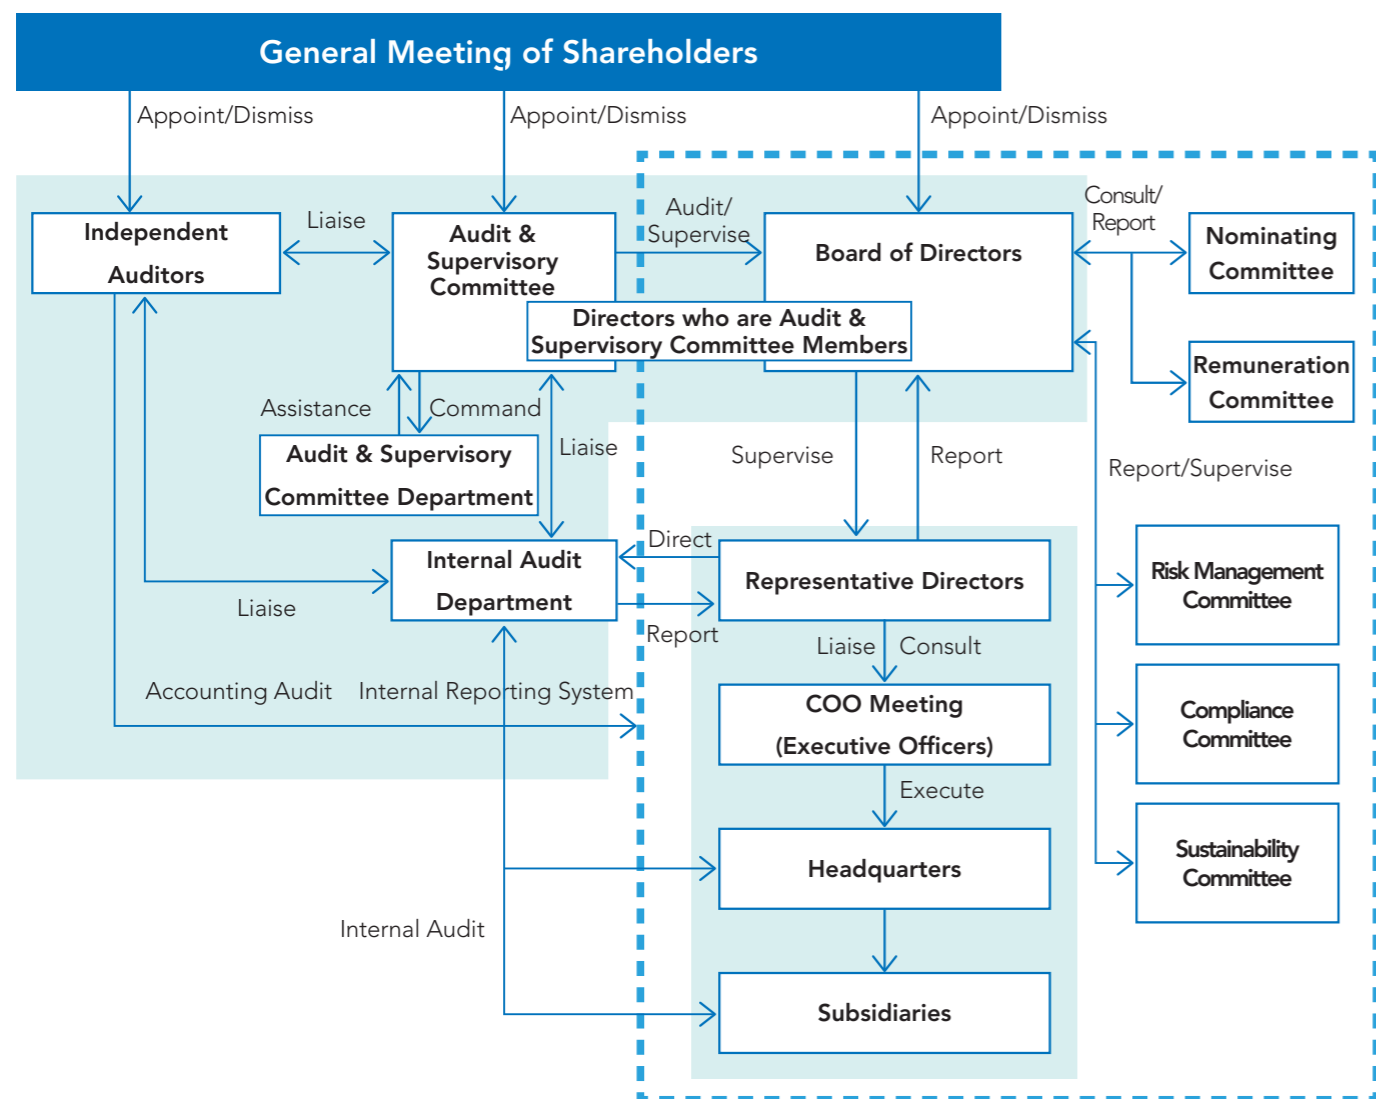 General Meeting of Shareholders
Appoint/Dismiss
Appoint/Dismiss
Appoint/Dismiss
Independent
Auditors
Liaise
Audit &
Supervisory
Committee
Audit/
Supervise
Board of Directors
Consult/
Report
Nominating
Committee
Directors who are Audit &
Supervisory Committee Members
Remuneration
Committee
Assistance
Command
Liaise
Audit & Supervisory
Committee Department
Supervise
Report
Report/Supervise
Internal Audit
Department
Direct
Report
Representative Directors
Risk Management
Committee
Liaise
Liaise
Consult
Accounting Audit
Internal Reporting System
COO Meeting
(Executive Officers)
Compliance
Committee
Execute
Headquarters
Sustainability
Committee
Internal Audit
Subsidiaries